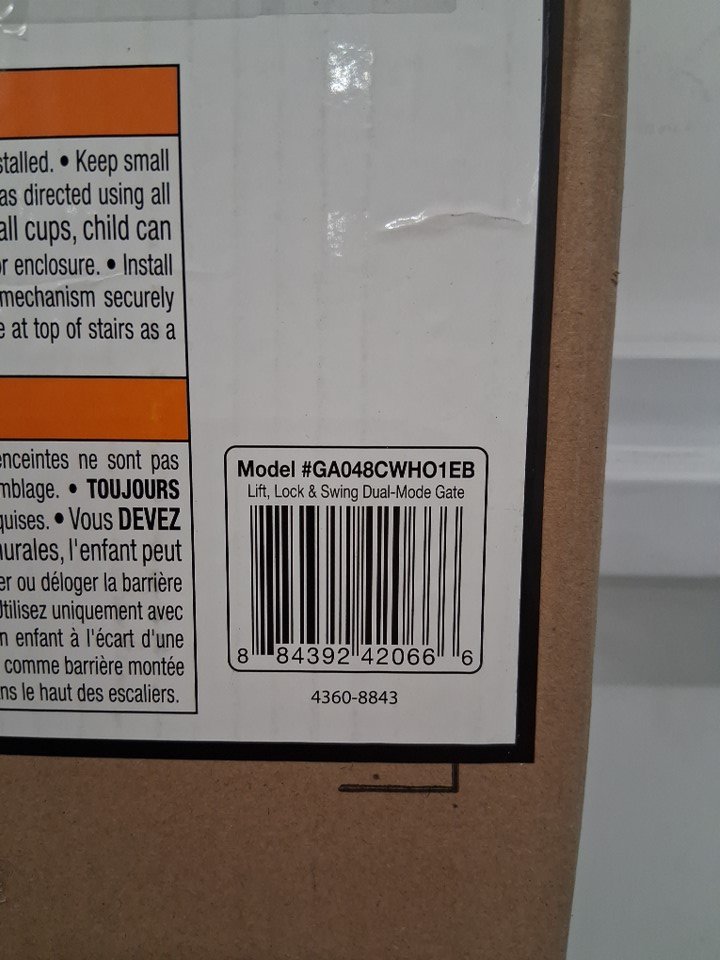 stalled. • Keep small
as directed using all
all cups, child can
or enclosure. • Install
mechanism securely
e at top of stairs as a
enceintes ne sont pas
mblage. • TOUJOURS
quises. • Vous DEVEZ
urales, l'enfant peut
er ou déloger la barrière
Utilisez uniquement avec
n enfant à l'écart d'une
comme barrière montée
ns le haut des escaliers.
Model #GA048CWHO1EB
Lift, Lock & Swing Dual-Mode Gate
8 84392 42066 6
4360-8843